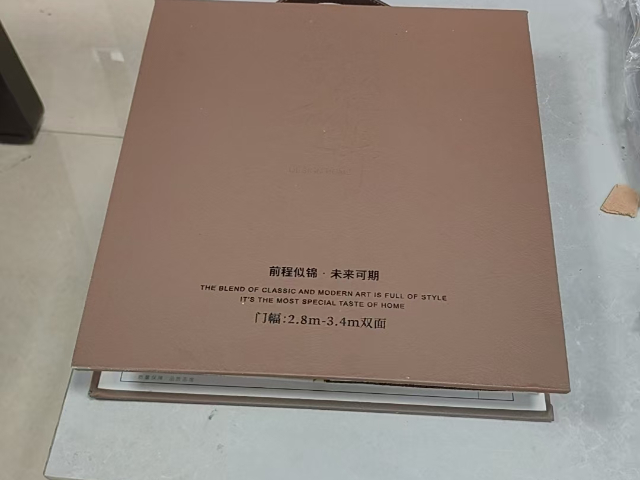 前程似锦 · 未来可期
THE BLEND OF CLASSIC AND MODERN ART IS FULL OF STYLE
IT'S THE MOST SPECIAL TASTE OF HOME
门幅:2.8m-3.4m双面